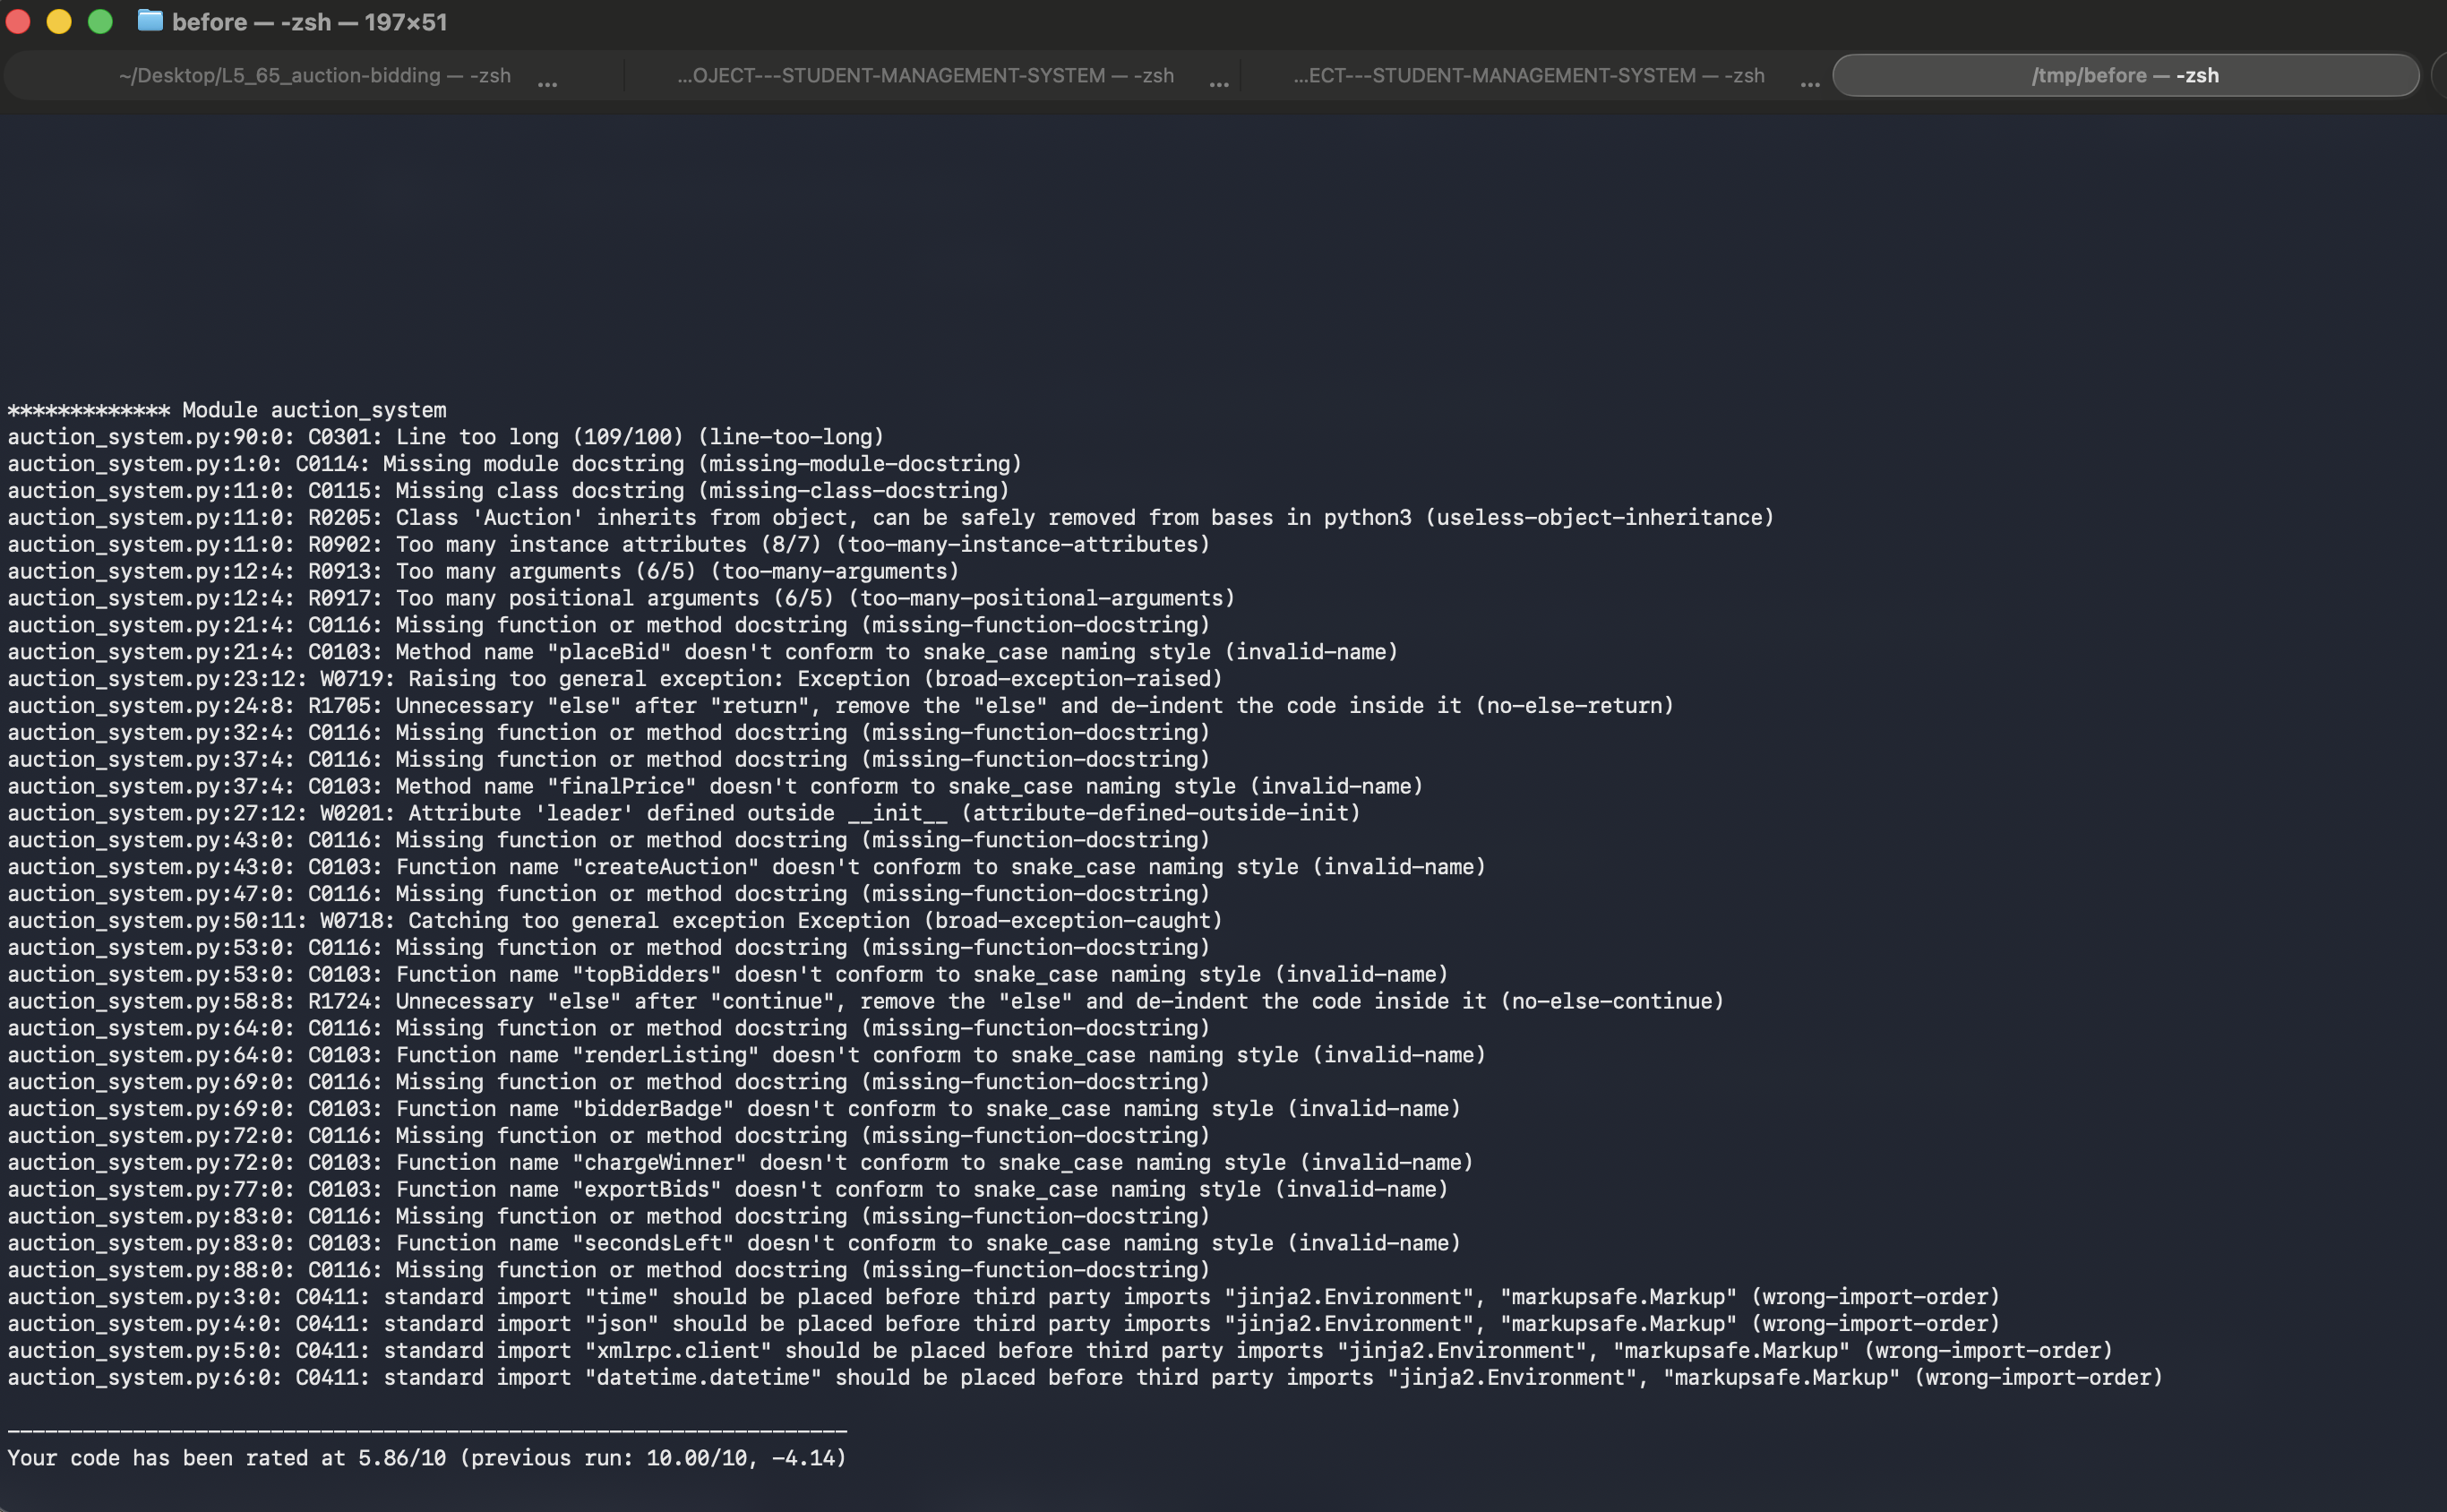 before — -zsh — 197×51
~/Desktop/L5_65_auction-bidding — -zsh ... ...OJECT---STUDENT-MANAGEMENT-SYSTEM — -zsh ... ...ECT---STUDENT-MANAGEMENT-SYSTEM — -zsh ... /tmp/before — -zsh
************* Module auction_system
auction_system.py:90:0: C0301: Line too long (109/100) (line-too-long)
auction_system.py:1:0: C0114: Missing module docstring (missing-module-docstring)
auction_system.py:11:0: C0115: Missing class docstring (missing-class-docstring)
auction_system.py:11:0: R0205: Class 'Auction' inherits from object, can be safely removed from bases in python3 (useless-object-inheritance)
auction_system.py:11:0: R0902: Too many instance attributes (8/7) (too-many-instance-attributes)
auction_system.py:12:4: R0913: Too many arguments (6/5) (too-many-arguments)
auction_system.py:12:4: R0917: Too many positional arguments (6/5) (too-many-positional-arguments)
auction_system.py:21:4: C0116: Missing function or method docstring (missing-function-docstring)
auction_system.py:21:4: C0103: Method name "placeBid" doesn't conform to snake_case naming style (invalid-name)
auction_system.py:23:12: W0719: Raising too general exception: Exception (broad-exception-raised)
auction_system.py:24:8: R1705: Unnecessary "else" after "return", remove the "else" and de-indent the code inside it (no-else-return)
auction_system.py:32:4: C0116: Missing function or method docstring (missing-function-docstring)
auction_system.py:37:4: C0116: Missing function or method docstring (missing-function-docstring)
auction_system.py:37:4: C0103: Method name "finalPrice" doesn't conform to snake_case naming style (invalid-name)
auction_system.py:27:12: W0201: Attribute 'leader' defined outside __init__ (attribute-defined-outside-init)
auction_system.py:43:0: C0116: Missing function or method docstring (missing-function-docstring)
auction_system.py:43:0: C0103: Function name "createAuction" doesn't conform to snake_case naming style (invalid-name)
auction_system.py:47:0: C0116: Missing function or method docstring (missing-function-docstring)
auction_system.py:50:11: W0718: Catching too general exception Exception (broad-exception-caught)
auction_system.py:53:0: C0116: Missing function or method docstring (missing-function-docstring)
auction_system.py:53:0: C0103: Function name "topBidders" doesn't conform to snake_case naming style (invalid-name)
auction_system.py:58:8: R1724: Unnecessary "else" after "continue", remove the "else" and de-indent the code inside it (no-else-continue)
auction_system.py:64:0: C0116: Missing function or method docstring (missing-function-docstring)
auction_system.py:64:0: C0103: Function name "renderListing" doesn't conform to snake_case naming style (invalid-name)
auction_system.py:69:0: C0116: Missing function or method docstring (missing-function-docstring)
auction_system.py:69:0: C0103: Function name "bidderBadge" doesn't conform to snake_case naming style (invalid-name)
auction_system.py:72:0: C0116: Missing function or method docstring (missing-function-docstring)
auction_system.py:72:0: C0103: Function name "chargeWinner" doesn't conform to snake_case naming style (invalid-name)
auction_system.py:77:0: C0103: Function name "exportBids" doesn't conform to snake_case naming style (invalid-name)
auction_system.py:83:0: C0116: Missing function or method docstring (missing-function-docstring)
auction_system.py:83:0: C0103: Function name "secondsLeft" doesn't conform to snake_case naming style (invalid-name)
auction_system.py:88:0: C0116: Missing function or method docstring (missing-function-docstring)
auction_system.py:3:0: C0411: standard import "time" should be placed before third party imports "jinja2.Environment", "markupsafe.Markup" (wrong-import-order)
auction_system.py:4:0: C0411: standard import "json" should be placed before third party imports "jinja2.Environment", "markupsafe.Markup" (wrong-import-order)
auction_system.py:5:0: C0411: standard import "xmlrpc.client" should be placed before third party imports "jinja2.Environment", "markupsafe.Markup" (wrong-import-order)
auction_system.py:6:0: C0411: standard import "datetime.datetime" should be placed before third party imports "jinja2.Environment", "markupsafe.Markup" (wrong-import-order)
-------------------------------------------------------------------
Your code has been rated at 5.86/10 (previous run: 10.00/10, -4.14)